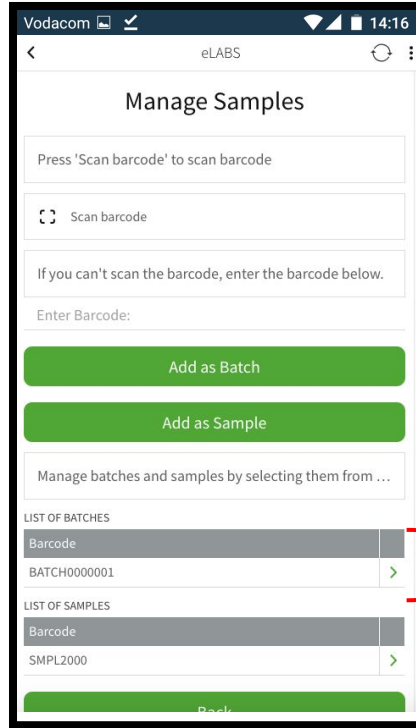 Vodacom 14:16
eLABS
Manage Samples
Press 'Scan barcode' to scan barcode
Scan barcode
If you can't scan the barcode, enter the barcode below.
Enter Barcode:
Add as Batch
Add as Sample
Manage batches and samples by selecting them from …
LIST OF BATCHES
Barcode
BATCH0000001
LIST OF SAMPLES
Barcode
SMPL2000
Back